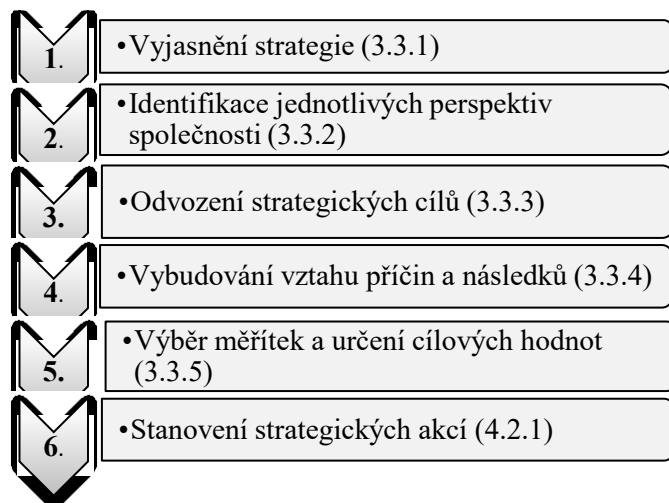 1.
•Vyjasnění strategie (3.3.1)
2.
•Identifikace jednotlivých perspektiv
společnosti (3.3.2)
3.
•Odvození strategických cílů (3.3.3)
4.
•Vybudování vztahu příčin a následků (3.3.4)
5.
•Výběr měřítek a určení cílových hodnot
(3.3.5)
6.
•Stanovení strategických akcí (4.2.1)